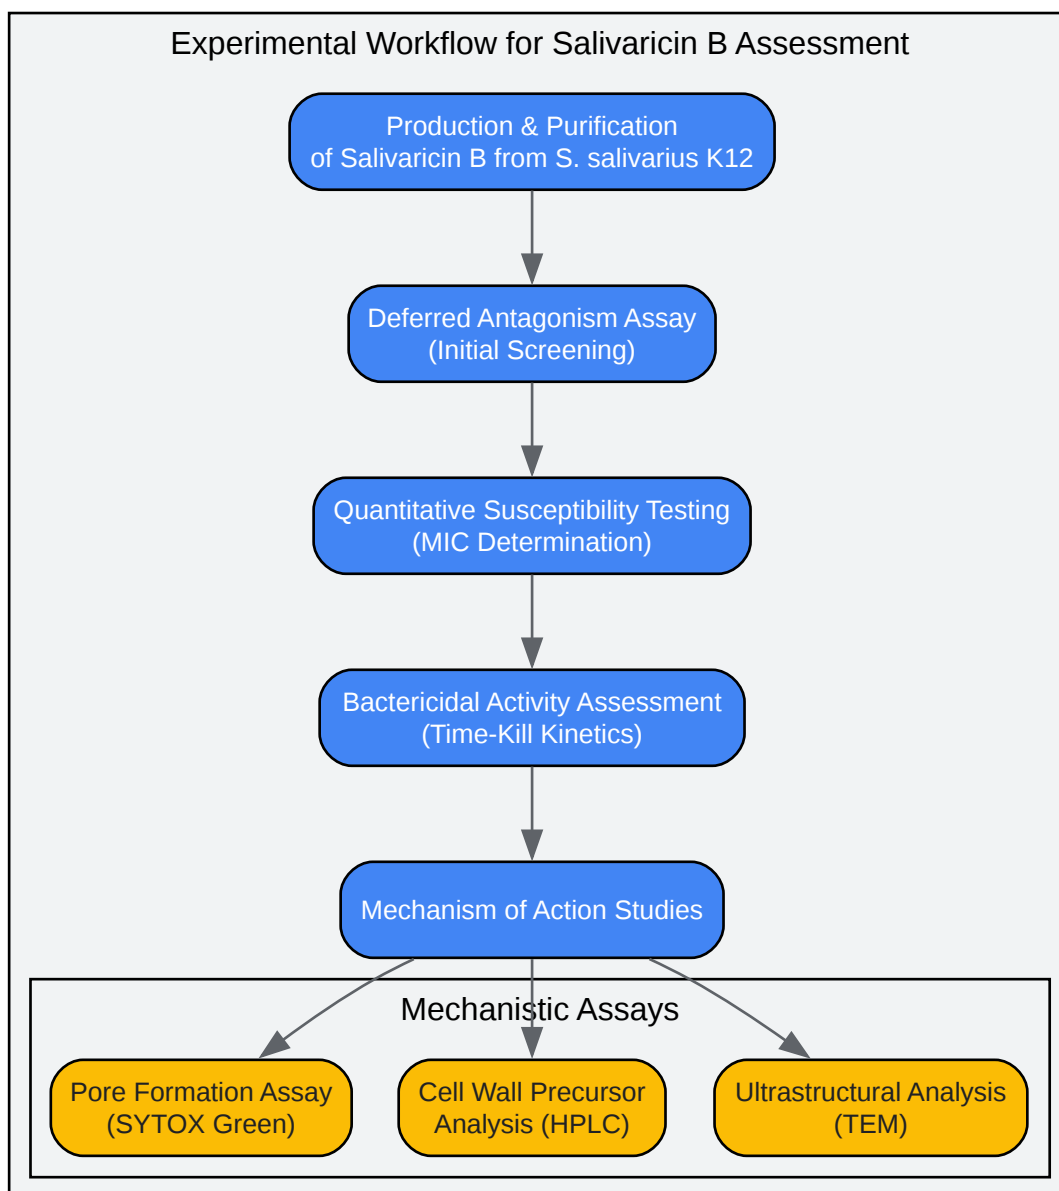 Experimental Workflow for Salivaricin B Assessment
Production & Purification
of Salivaricin B from S. salivarius K12
Deferred Antagonism Assay
(Initial Screening)
Quantitative Susceptibility Testing
(MIC Determination)
Bactericidal Activity Assessment
(Time-Kill Kinetics)
Mechanism of Action Studies
Mechanistic Assays
Pore Formation Assay
(SYTOX Green)
Cell Wall Precursor
Analysis (HPLC)
Ultrastructural Analysis
(TEM)